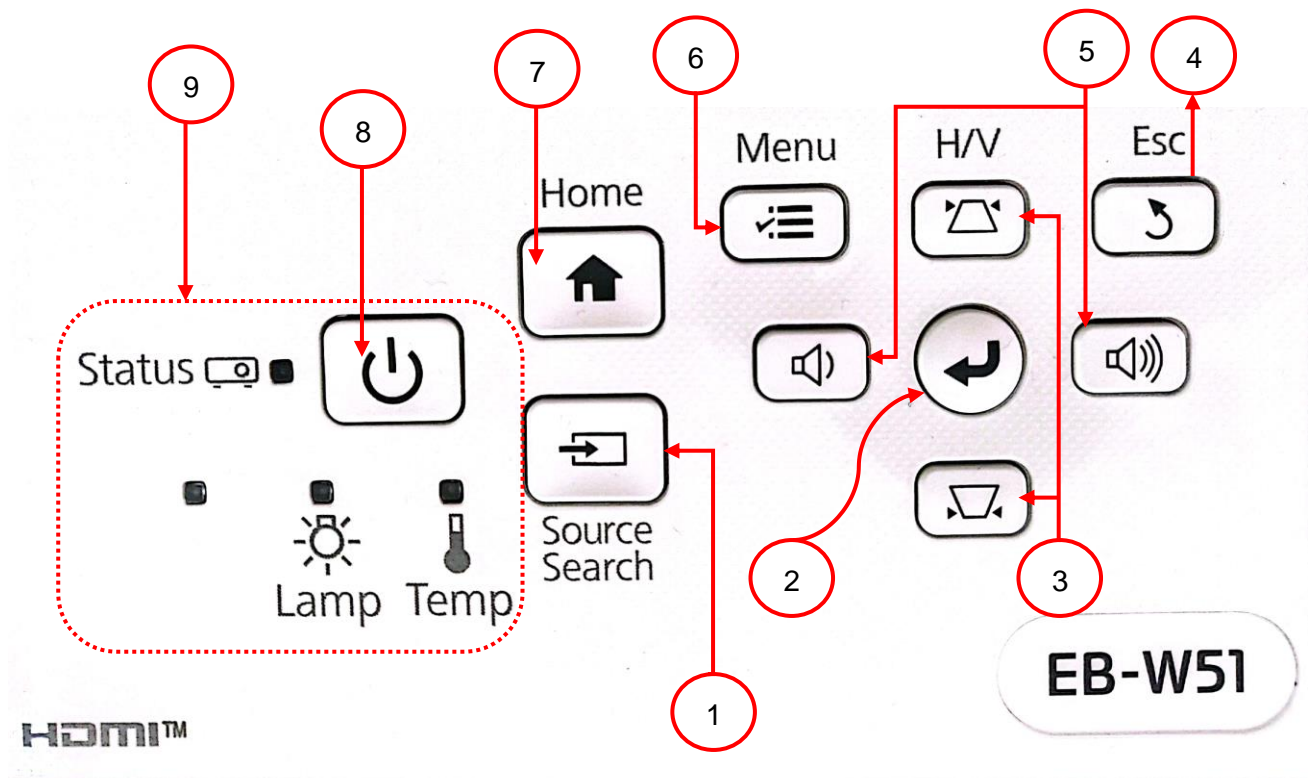 9
8
7
6
5
4
Home
Menu
H/V
Esc
Status
Lamp
Temp
Source
Search
2
3
1
EB-W51
HDMI™